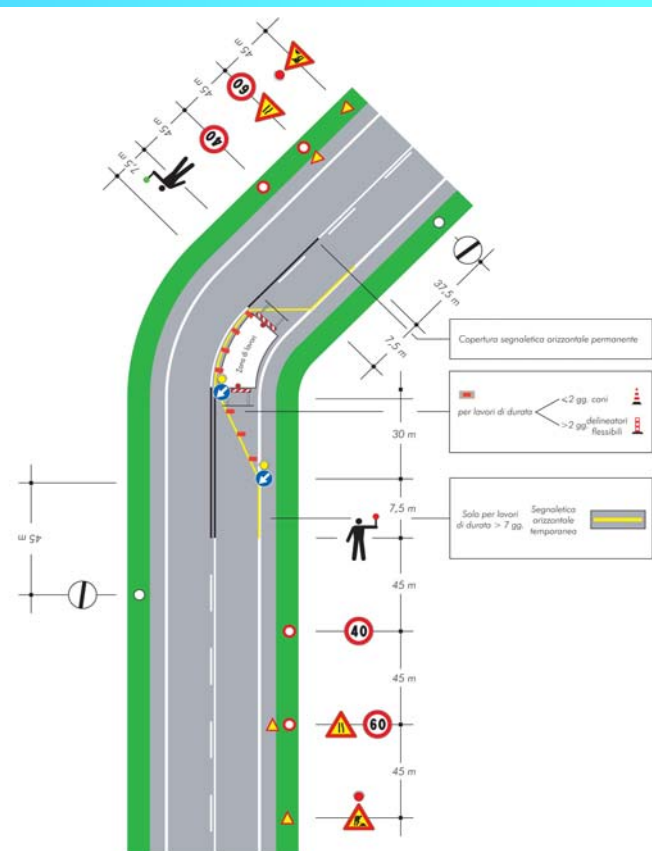 45 m
45 m
60
45 m
40
7,5 m
37,5 m
7,5 m
Copertura segnaletica orizzontale permanente
Zona di lavoro
per lavori di durata
<2 gg. coni
>2 gg. delineatori
flessibili
30 m
7,5 m
Solo per lavori
di durata > 7 gg.
Segnaletica
orizzontale
temporanea
45 m
45 m
40
45 m
60
45 m